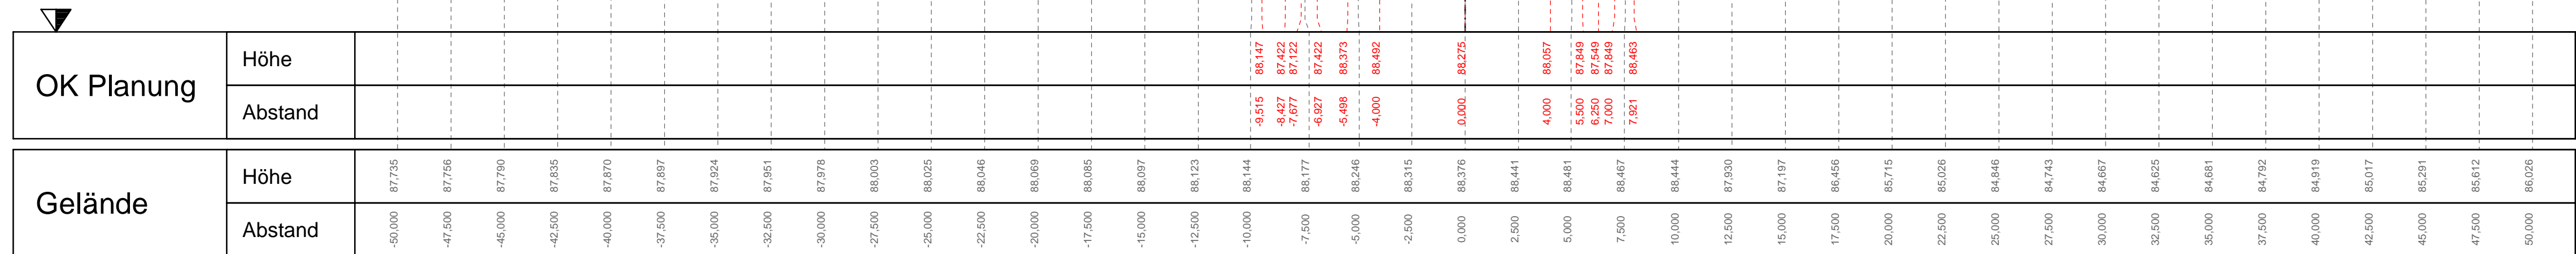 OK Planung
Höhe
88,147 87,422 87,122 87,422 88,373 88,492 88,275 88,057 87,849 87,549 87,849 88,463
Abstand
-9,515 -8,427 -7,677 -6,927 -5,498 -4,000 0,000 4,000 5,500 6,250 7,000 7,921
Gelände
Höhe
87,735 87,756 87,790 87,835 87,870 87,897 87,924 87,951 87,978 88,003 88,025 88,046 88,069 88,085 88,097 88,123 88,144 88,177 88,246 88,315 88,376 88,441 88,481 88,467 88,444 87,930 87,197 86,456 85,715 85,026 84,846 84,743 84,667 84,625 84,681 84,792 84,919 85,017 85,291 85,612 86,026
Abstand
-50,000 -47,500 -45,000 -42,500 -40,000 -37,500 -35,000 -32,500 -30,000 -27,500 -25,000 -22,500 -20,000 -17,500 -15,000 -12,500 -10,000 -7,500 -5,000 -2,500 0,000 2,500 5,000 7,500 10,000 12,500 15,000 17,500 20,000 22,500 25,000 27,500 30,000 32,500 35,000 37,500 40,000 42,500 45,000 47,500 50,000